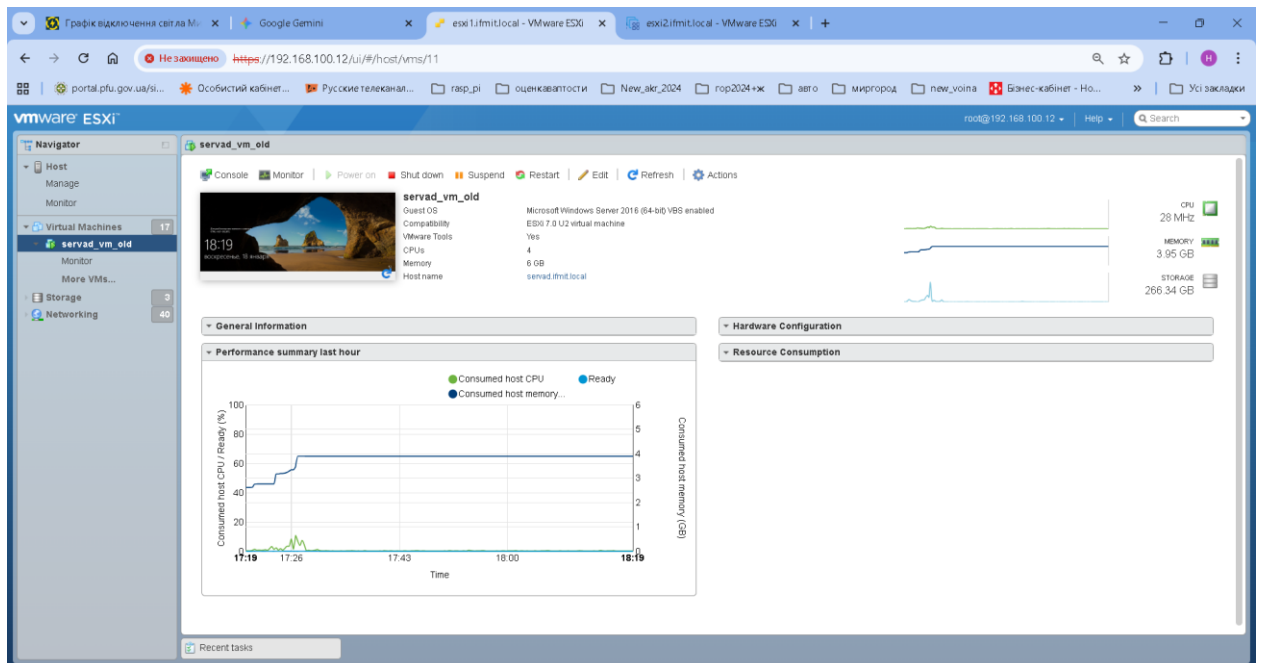 Графік відключення світла Ми
Google Gemini
esxi1.ifmit.local - VMware ESXi
esxi2.ifmit.local - VMware ESXi
Не захищено https://192.168.100.12/ui/#/host/vms/11
portal.pfu.gov.ua/si...
Особистий кабінет...
Русские телеканал...
rasp_pi
оценкаваптости
New_akr_2024
гор2024+ж
авто
миргород
new_voina
Бізнес-кабінет - Но...
»
Усі закладки
vmware ESXi
root@192.168.100.12
Help
Search
Navigator
servad_vm_old
Host
Manage
Monitor
Virtual Machines 17
servad_vm_old
Monitor
More VMs...
Storage 3
Networking 40
Console Monitor Power on Shut down Suspend Restart Edit Refresh Actions
18:19
воскресенье, 18 января
servad_vm_old
Guest OS Microsoft Windows Server 2016 (64-bit) VBS enabled
Compatibility ESXi 7.0 U2 virtual machine
VMware Tools Yes
CPUs 4
Memory 6 GB
Host name servad.ifmit.local
CPU
28 MHz
MEMORY
3.95 GB
STORAGE
266.34 GB
General Information
Hardware Configuration
Performance summary last hour
Resource Consumption
Consumed host CPU
Ready
Consumed host memory...
Consumed host CPU / Ready (%)
100
80
60
40
20
0
6
5
4
3
2
1
0
Consumed host memory (GB)
17:19 17:26 17:43 18:00 18:19
Time
Recent tasks